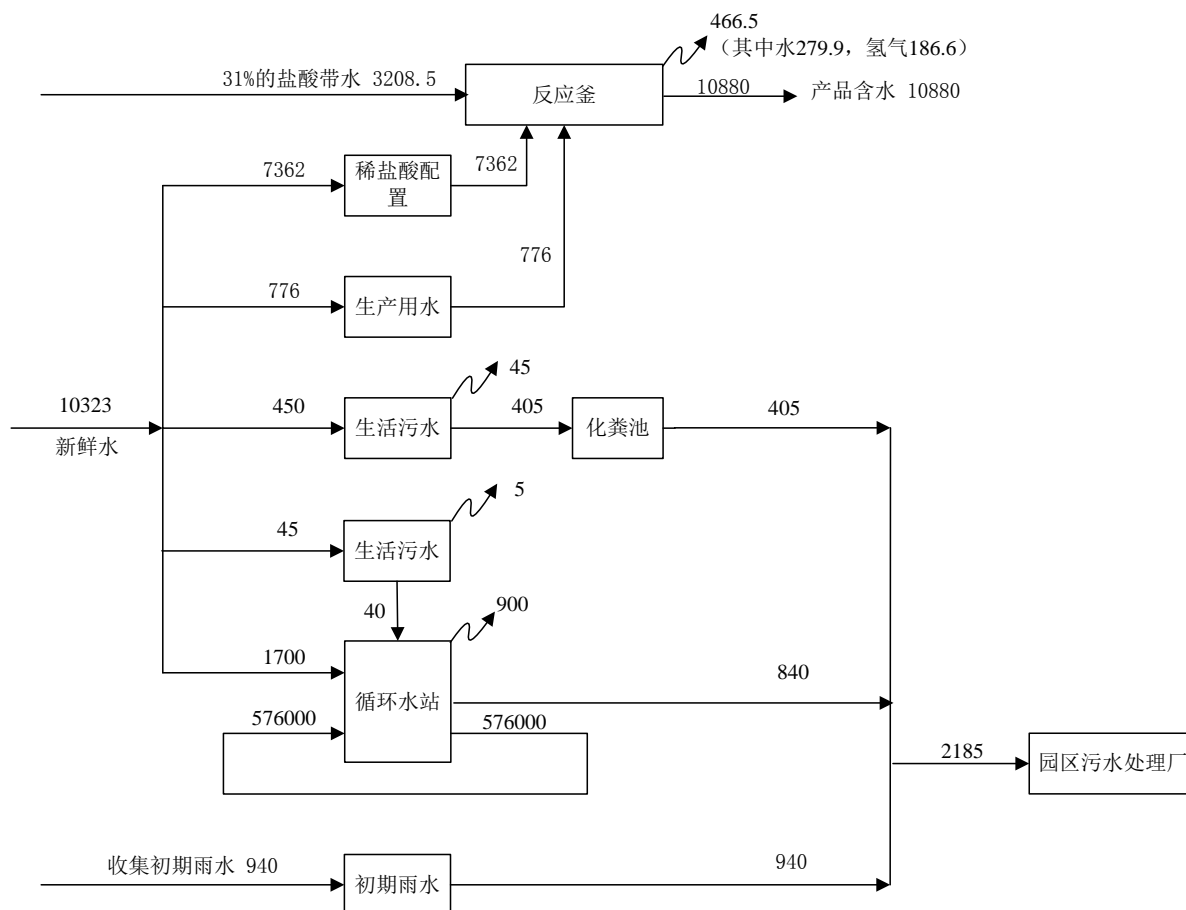 466.5
（其中水279.9，氢气186.6）
31%的盐酸带水 3208.5
反应釜
10880
产品含水 10880
7362
稀盐酸配
置
7362
776
776
生产用水
10323
新鲜水
450
生活污水
45
405
化粪池
405
45
生活污水
5
40
900
1700
循环水站
840
576000
576000
2185
园区污水处理厂
收集初期雨水 940
初期雨水
940